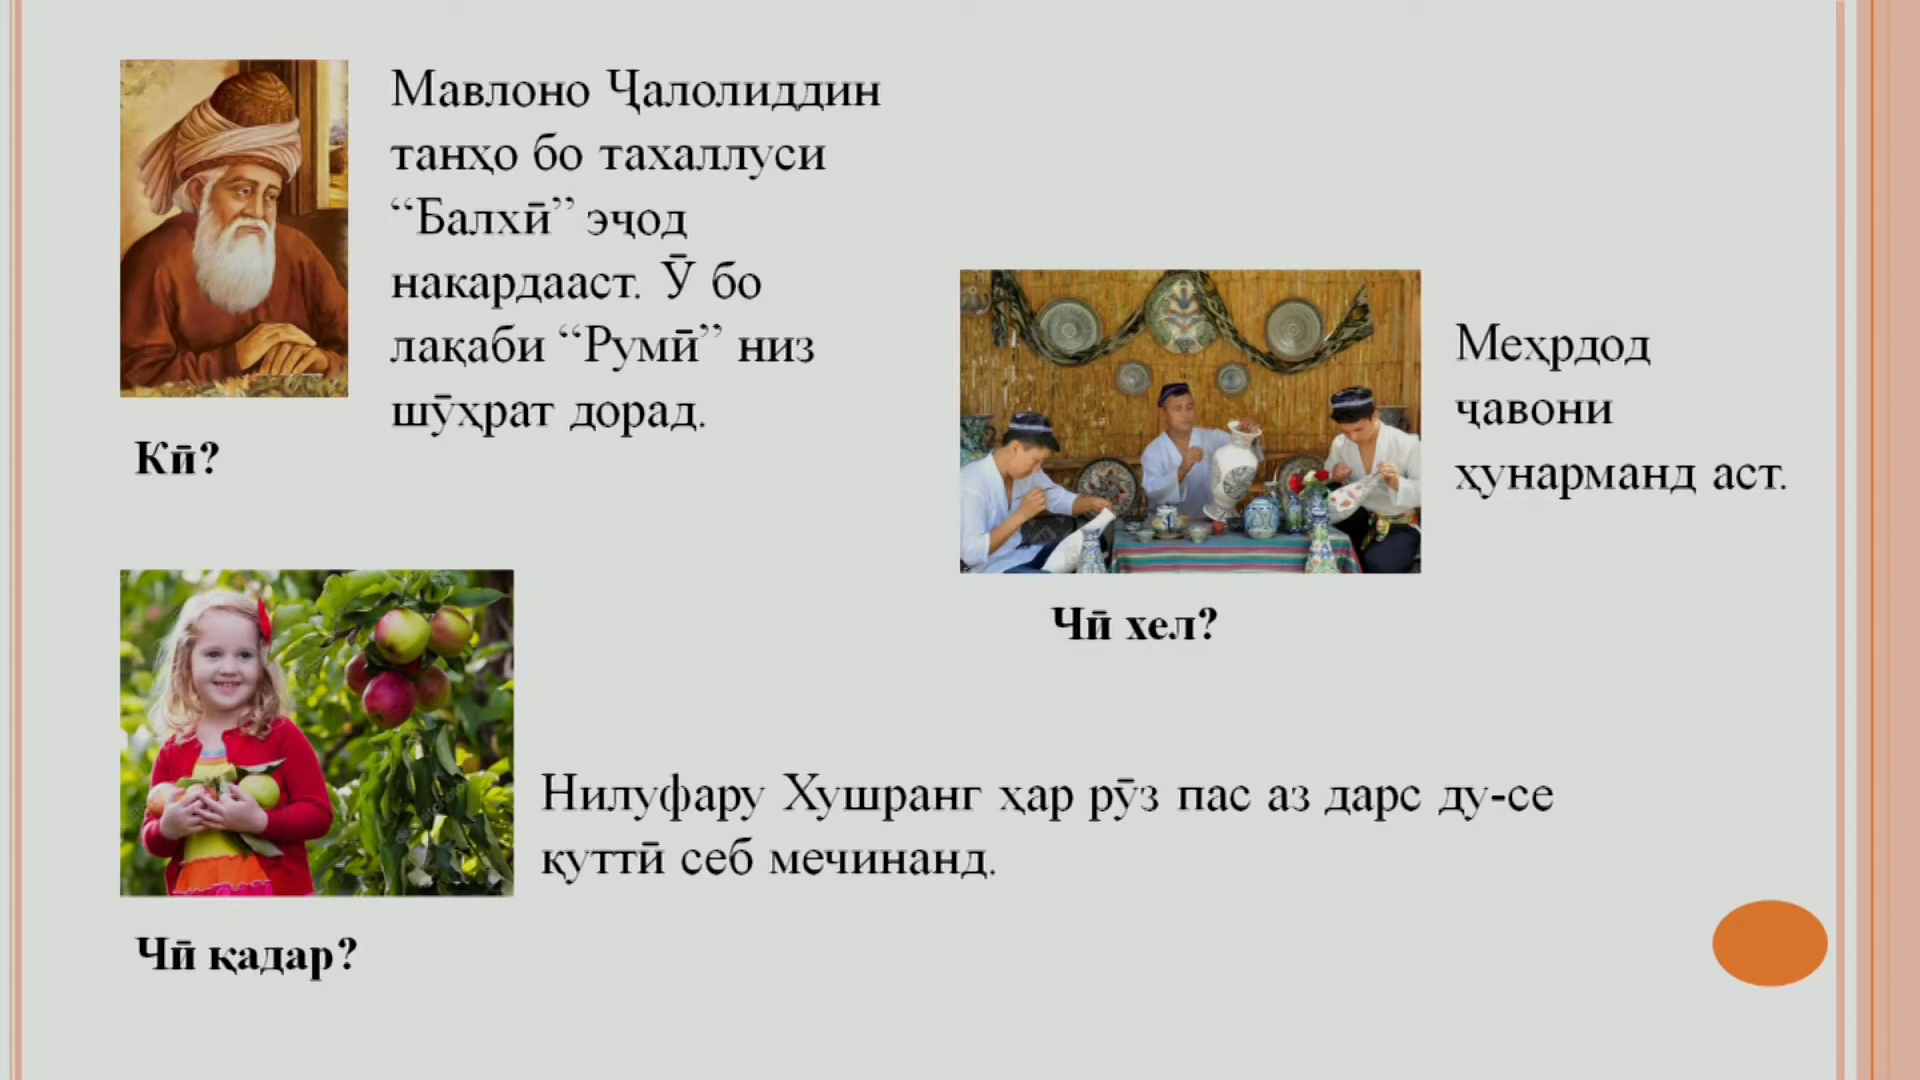 Мавлоно Ҷалолиддин
танҳо бо тахаллуси
“Балхӣ” эҷод
накардааст. Ӯ бо
лақаби “Румӣ” низ
шӯҳрат дорад.
Кӣ?
Меҳрдод
ҷавони
ҳунарманд аст.
Чӣ хел?
Нилуфару Хушранг ҳар рӯз пас аз дарс ду-се
қуттӣ себ мечинанд.
Чӣ қадар?